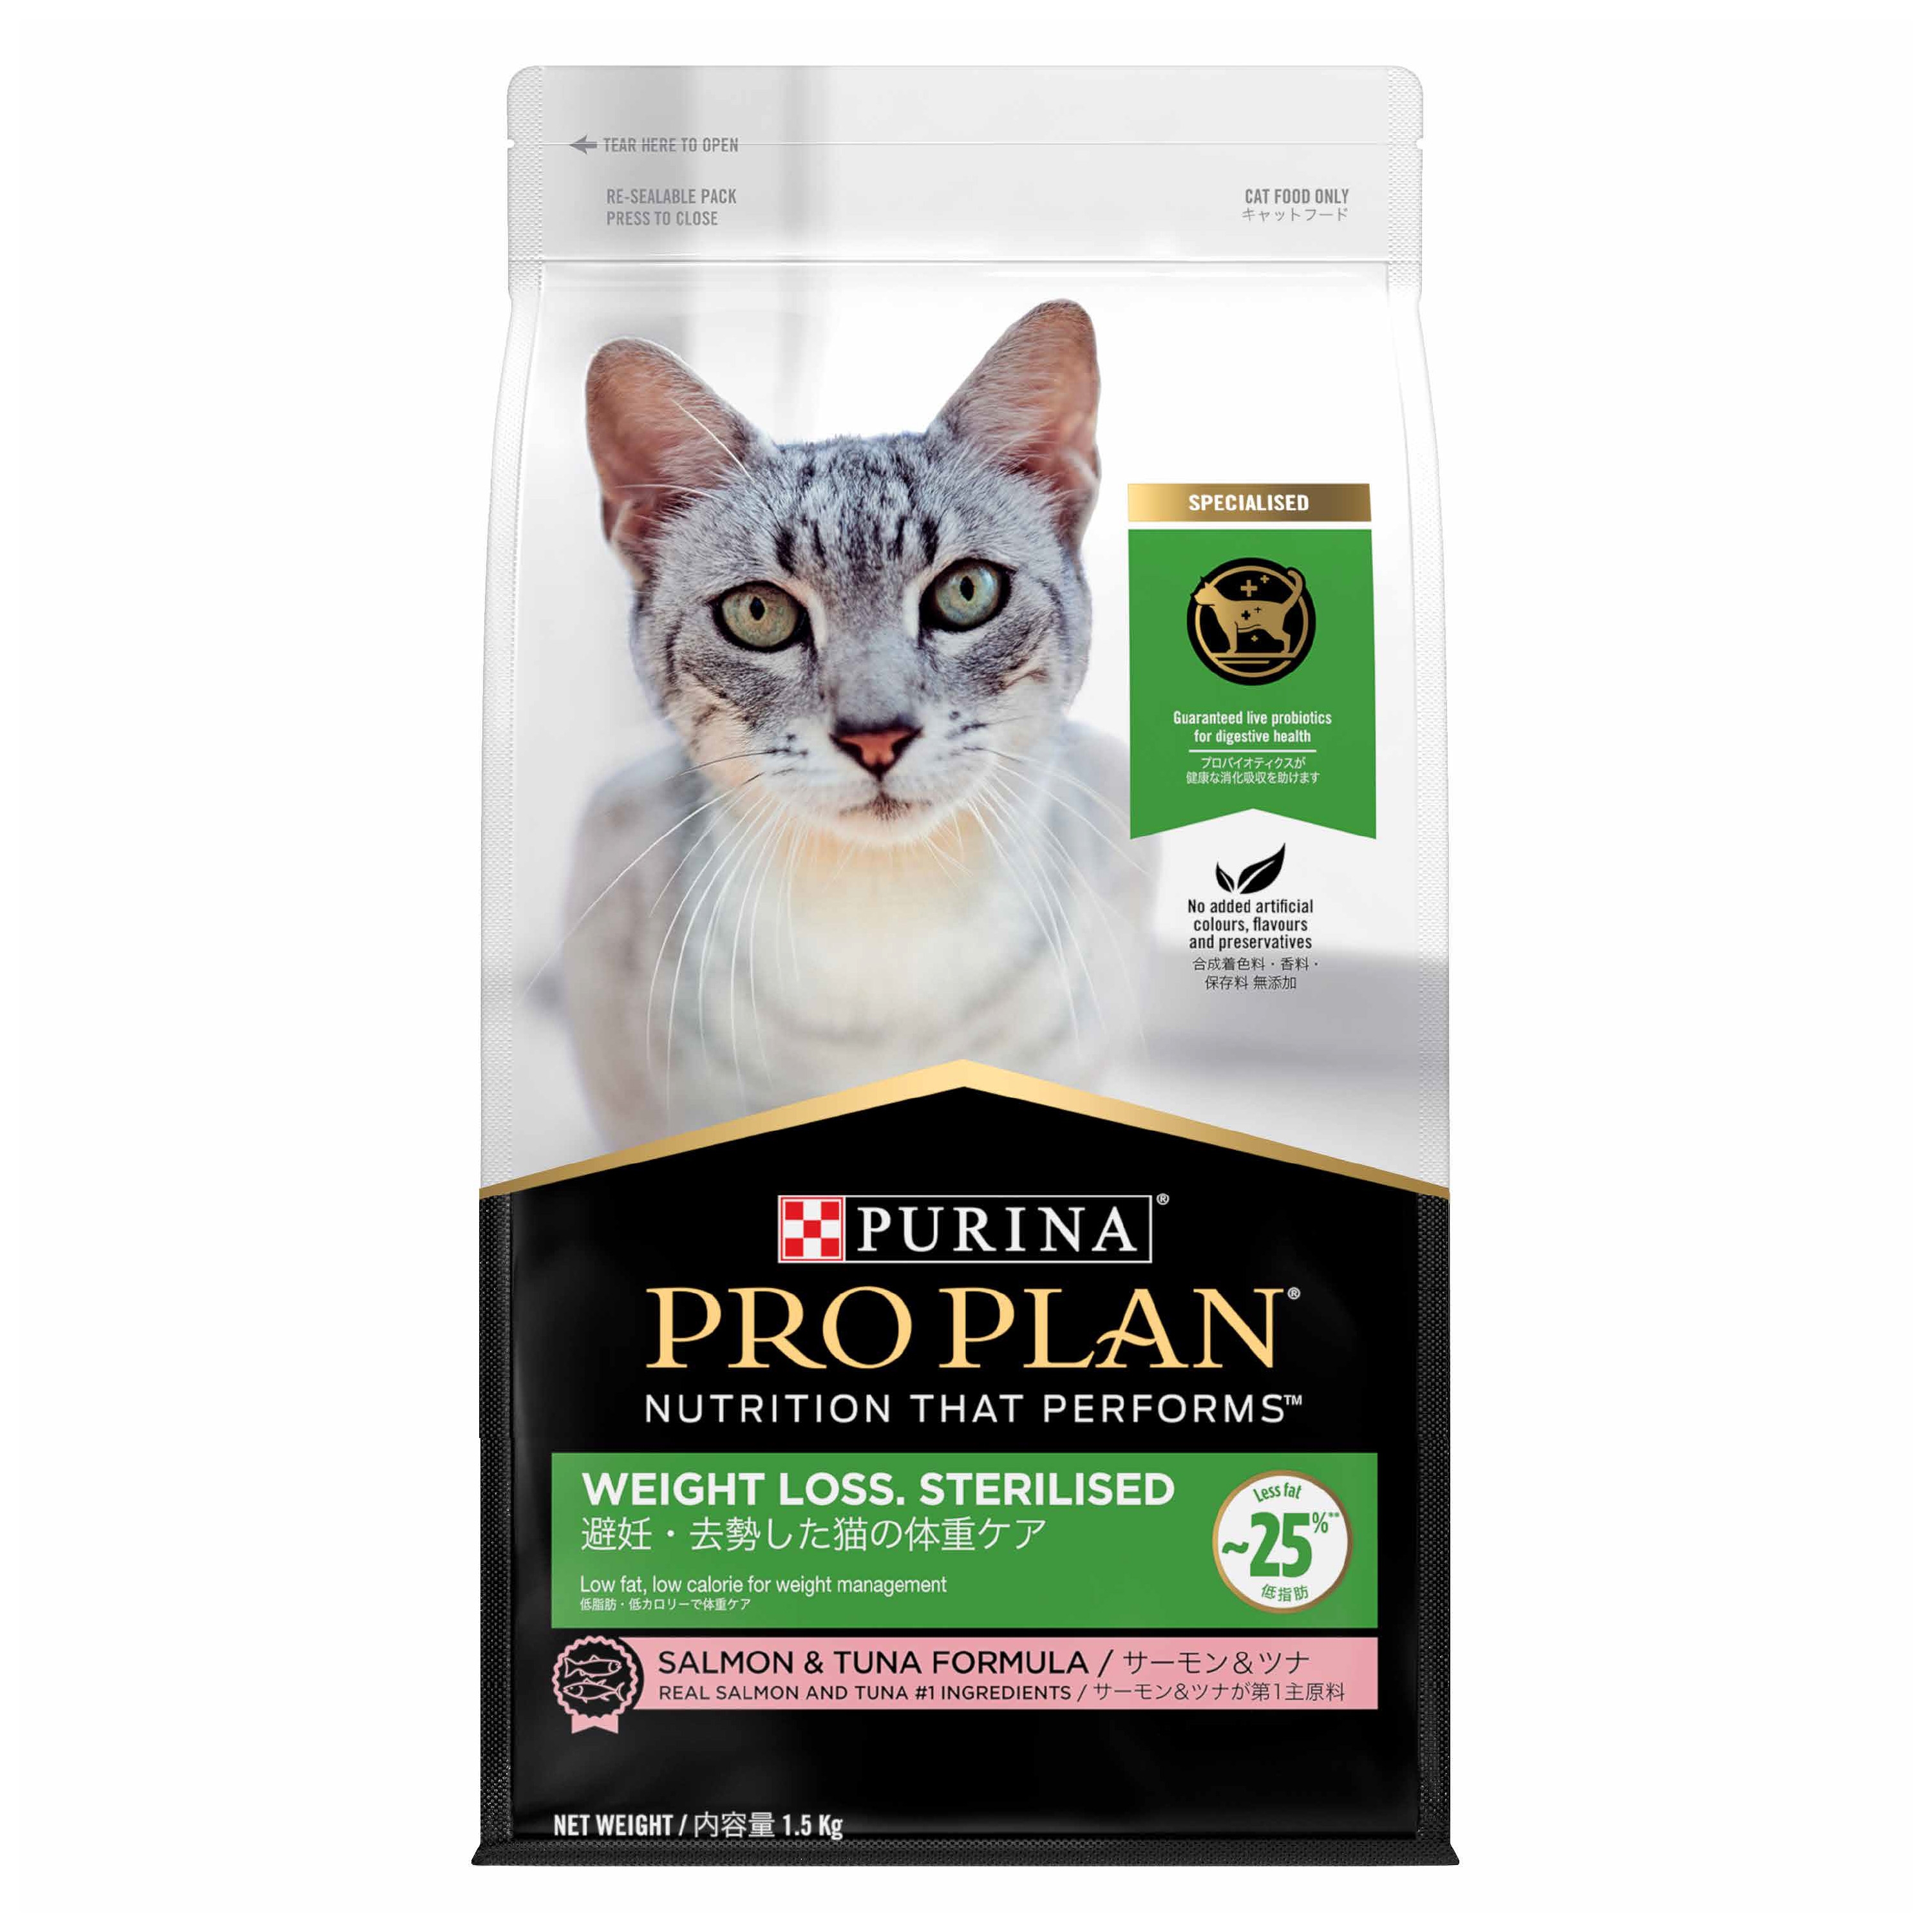 TEAR HERE TO OPEN
RE-SEALABLE PACK
PRESS TO CLOSE
CAT FOOD ONLY
キャットフード
SPECIALISED
Guaranteed live probiotics
for digestive health
プロバイオティクスが
健康な消化吸収を助けます
No added artificial
colours, flavours
and preservatives
合成着色料・香料・
保存料 無添加
PURINA®
PRO PLAN®
NUTRITION THAT PERFORMS™
WEIGHT LOSS. STERILISED
避妊・去勢した猫の体重ケア
Low fat, low calorie for weight management
低脂肪・低カロリーで体重ケア
Less fat
~25%**
低指肪
SALMON & TUNA FORMULA / サーモン&ツナ
REAL SALMON AND TUNA #1 INGREDIENTS / サーモン&ツナが第1主原料
NET WEIGHT / 内容量 1.5 Kg